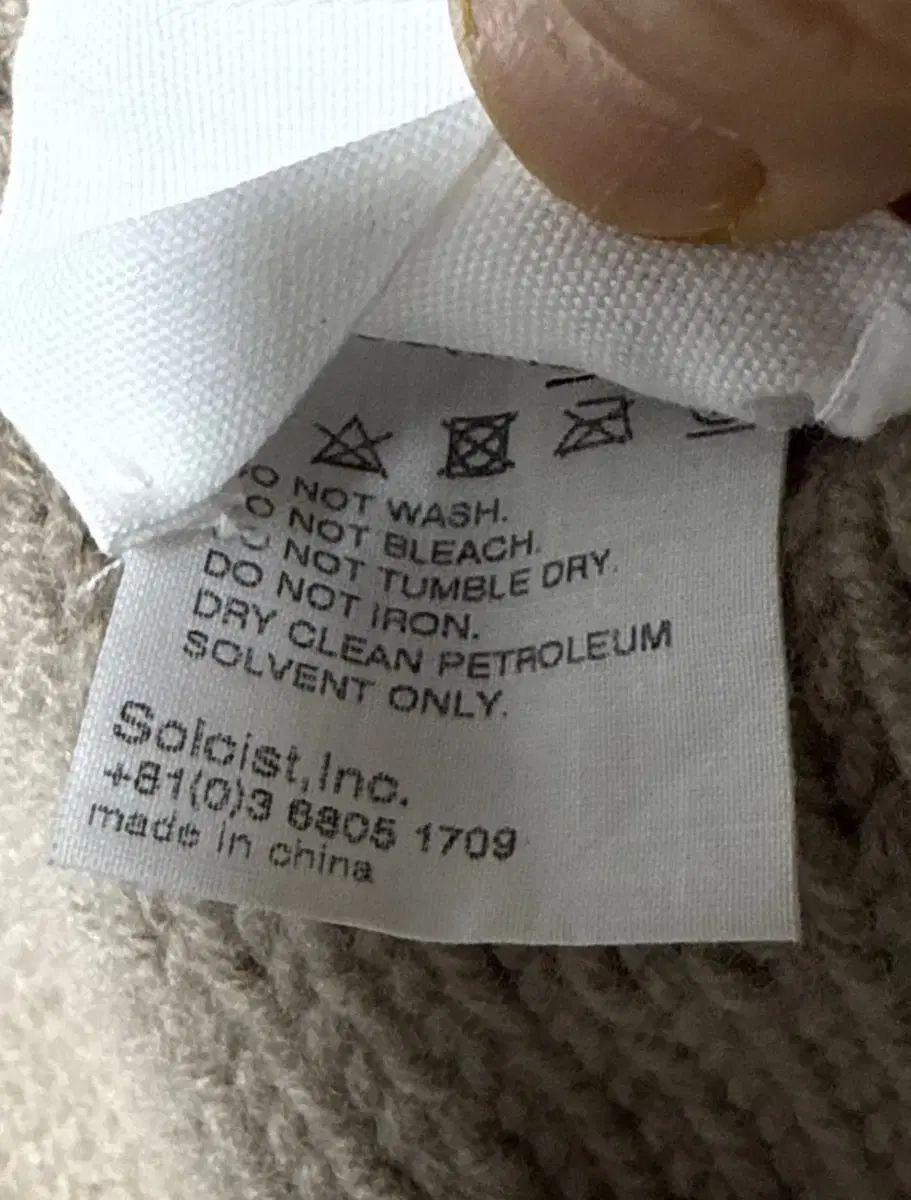 O NOT WASH.
O NOT BLEACH.
NOT TUMBLE DRY.
DO NOT IRON.
DRY CLEAN PETROLEUM
SOLVENT ONLY.
Soloist,Inc.
+81(0)3 6805 1709
made in china